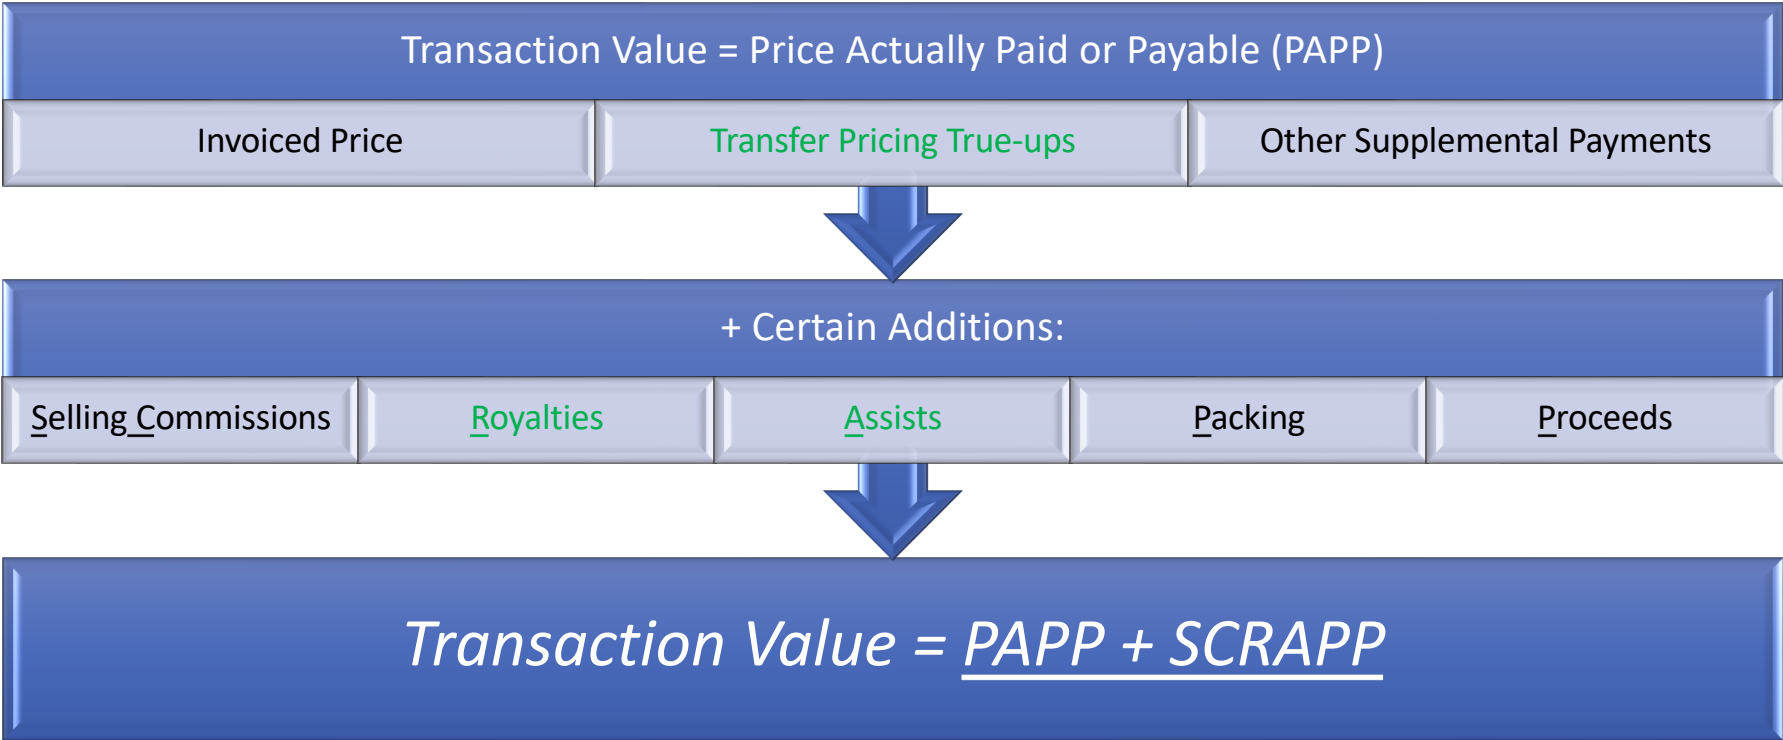 Transaction Value = Price Actually Paid or Payable (PAPP)
Invoiced Price
Transfer Pricing True-ups
Other Supplemental Payments
+ Certain Additions:
Selling Commissions
Royalties
Assists
Packing
Proceeds
Transaction Value = PAPP + SCRAPP